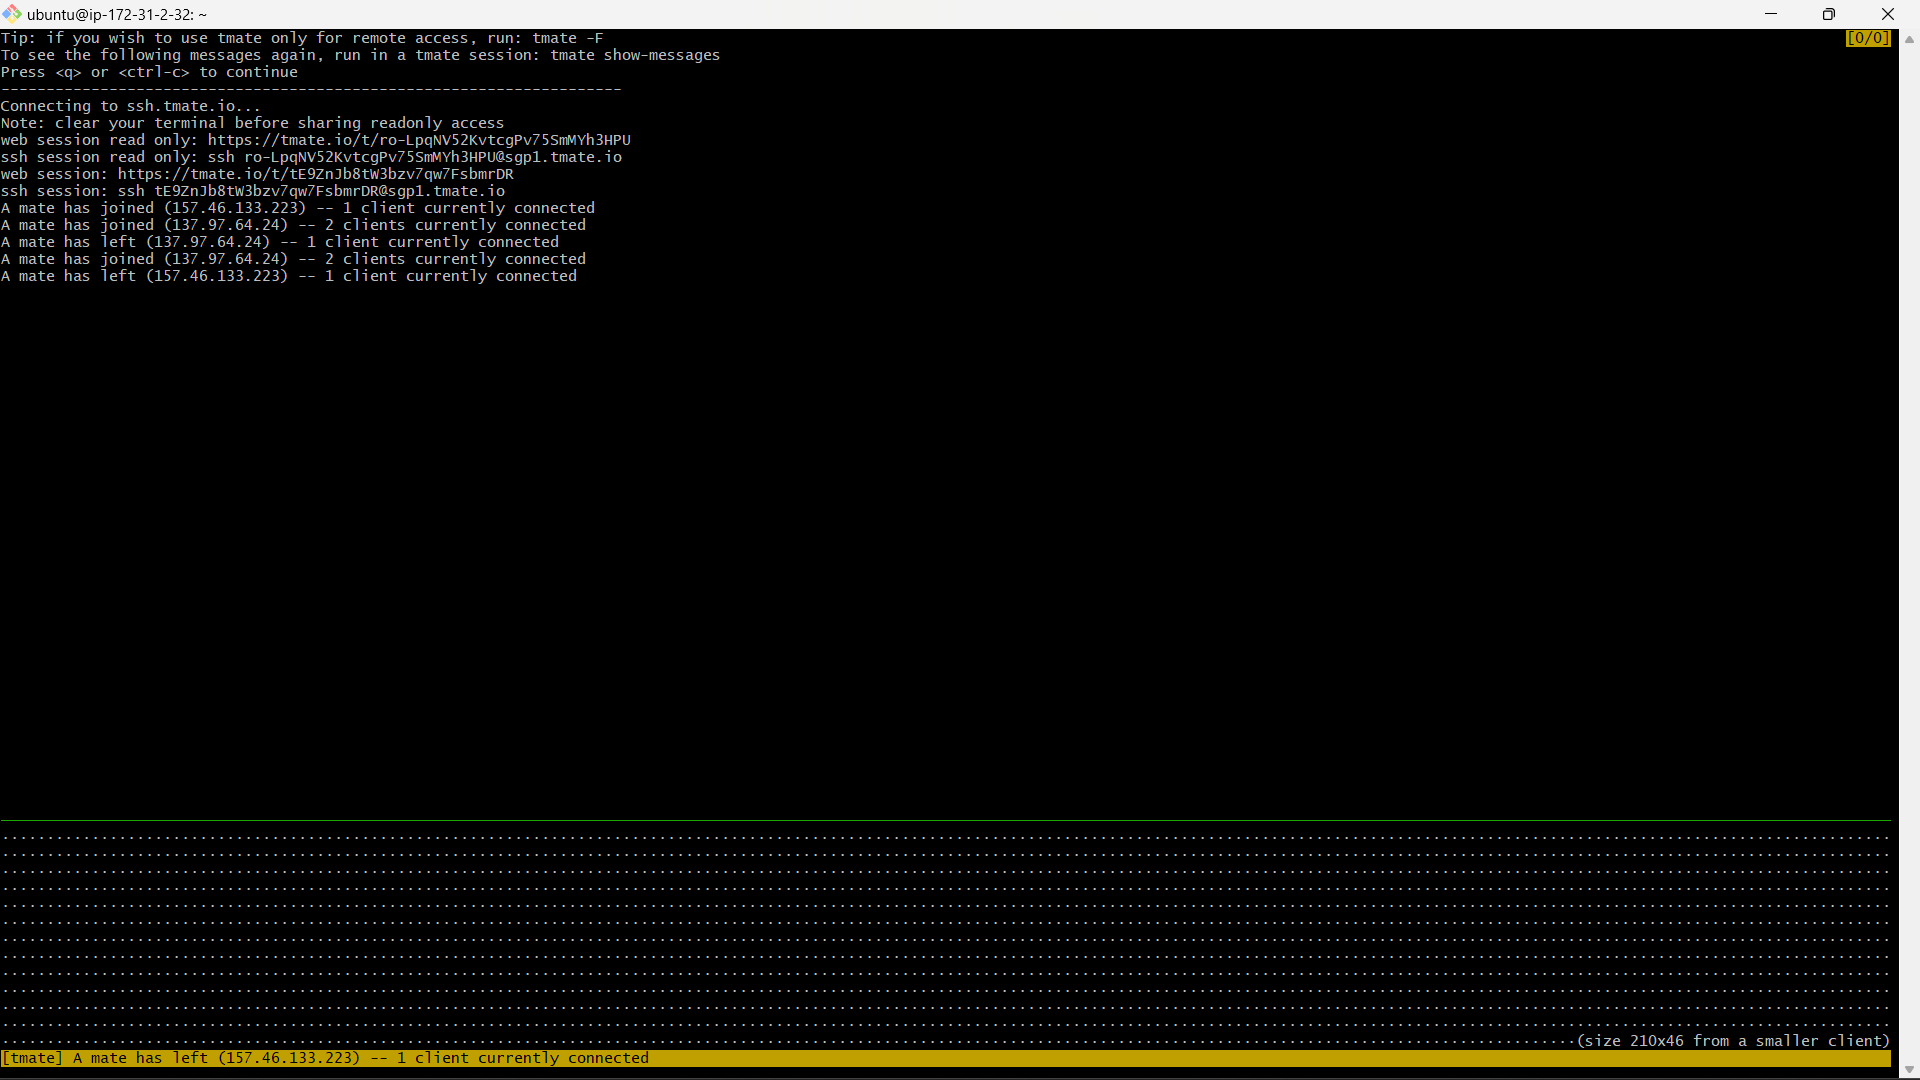 ubuntu@ip-172-31-2-32: ~
Tip: if you wish to use tmate only for remote access, run: tmate -F
[0/0]
To see the following messages again, run in a tmate session: tmate show-messages
Press <q> or <ctrl-c> to continue
---------------------------------------------------------------------
Connecting to ssh.tmate.io...
Note: clear your terminal before sharing readonly access
web session read only: https://tmate.io/t/ro-LpqNV52KvtcgPv75SmMYh3HPU
ssh session read only: ssh ro-LpqNV52KvtcgPv75SmMYh3HPU@sgp1.tmate.io
web session: https://tmate.io/t/tE9ZnJb8tW3bzv7qw7FsbmrDR
ssh session: ssh tE9ZnJb8tW3bzv7qw7FsbmrDR@sgp1.tmate.io
A mate has joined (157.46.133.223) -- 1 client currently connected
A mate has joined (137.97.64.24) -- 2 clients currently connected
A mate has left (137.97.64.24) -- 1 client currently connected
A mate has joined (137.97.64.24) -- 2 clients currently connected
A mate has left (157.46.133.223) -- 1 client currently connected
(size 210x46 from a smaller client)
[tmate] A mate has left (157.46.133.223) -- 1 client currently connected